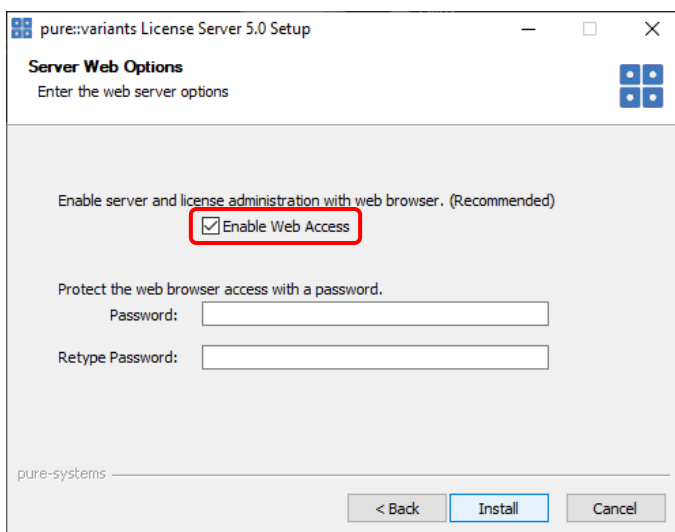 pure::variants License Server 5.0 Setup
Server Web Options
Enter the web server options
Enable server and license administration with web browser. (Recommended)
Enable Web Access
Protect the web browser access with a password.
Password:
Retype Password:
pure-systems
< Back
Install
Cancel